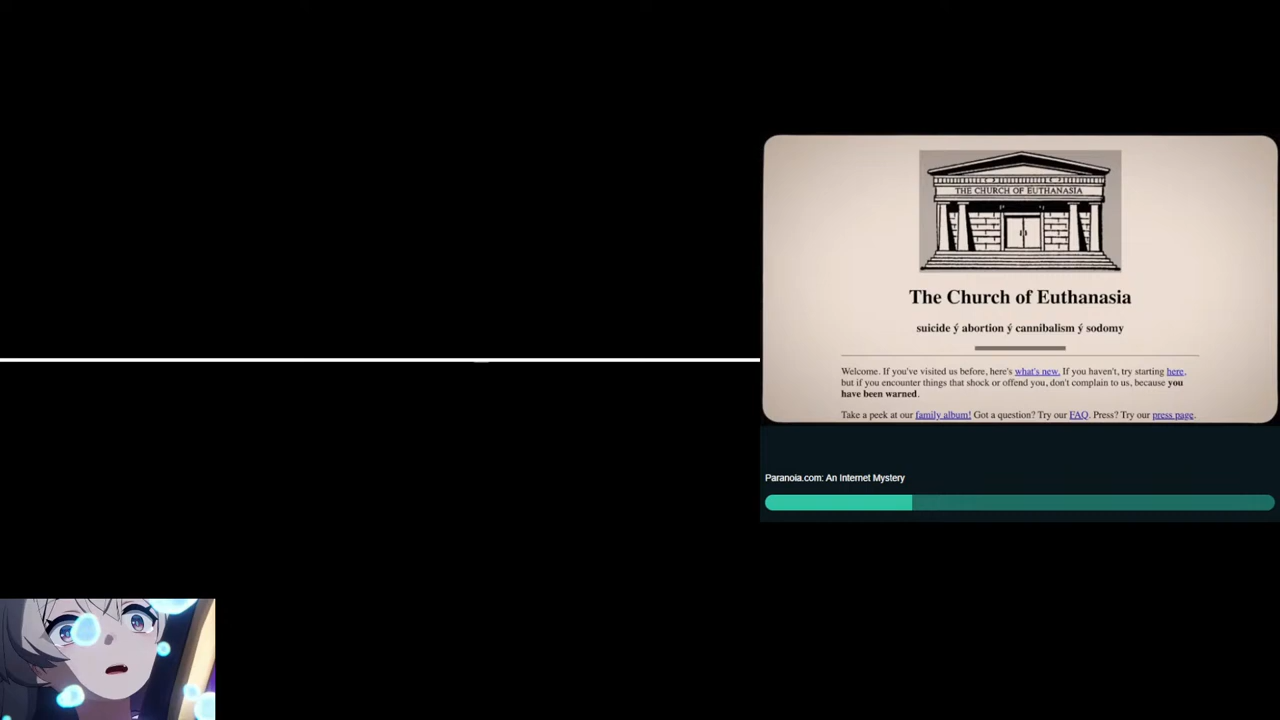 THE CHURCH OF EUTHANASIA
The Church of Euthanasia
suicide ý abortion ý cannibalism ý sodomy
Welcome. If you've visited us before, here's what's new. If you haven't, try starting here,
but if you encounter things that shock or offend you, don't complain to us, because you
have been warned.
Take a peek at our family album! Got a question? Try our FAQ. Press? Try our press page.
Paranoia.com: An Internet Mystery